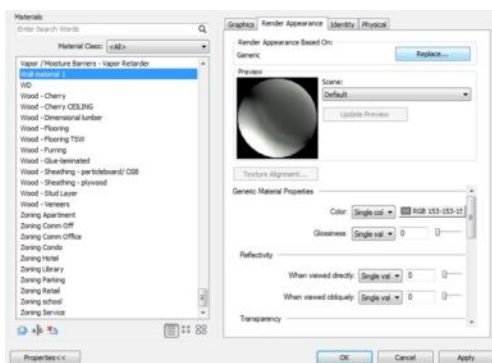 Materials
Enter Search Words
Material Class: <All>
Vapor / Moisture Barriers - Vapor Retarder
Wall material 1
WD
Wood - Cherry
Wood - Cherry CEILING
Wood - Dimensional lumber
Wood - Flooring
Wood - Flooring TSW
Wood - Furring
Wood - Glue-laminated
Wood - Sheathing - particleboard/ OSB
Wood - Sheathing - plywood
Wood - Stud Layer
Wood - Veneers
Zoning Apartment
Zoning Comm Off
Zoning Comm Office
Zoning Condo
Zoning Hotel
Zoning Library
Zoning Parking
Zoning Retail
Zoning school
Zoning Service
Properties <<
Graphics Render Appearance Identity Physical
Render Appearance Based On:
Generic
Replace...
Preview
Scene:
Default
Update Preview
Texture Alignment...
Generic Material Properties
Color: Single col RGB 153-153-15
Glossiness: Single val 0
Reflectivity
When viewed directly: Single val 0
When viewed obliquely: Single val 0
Transparency
OK Cancel Apply